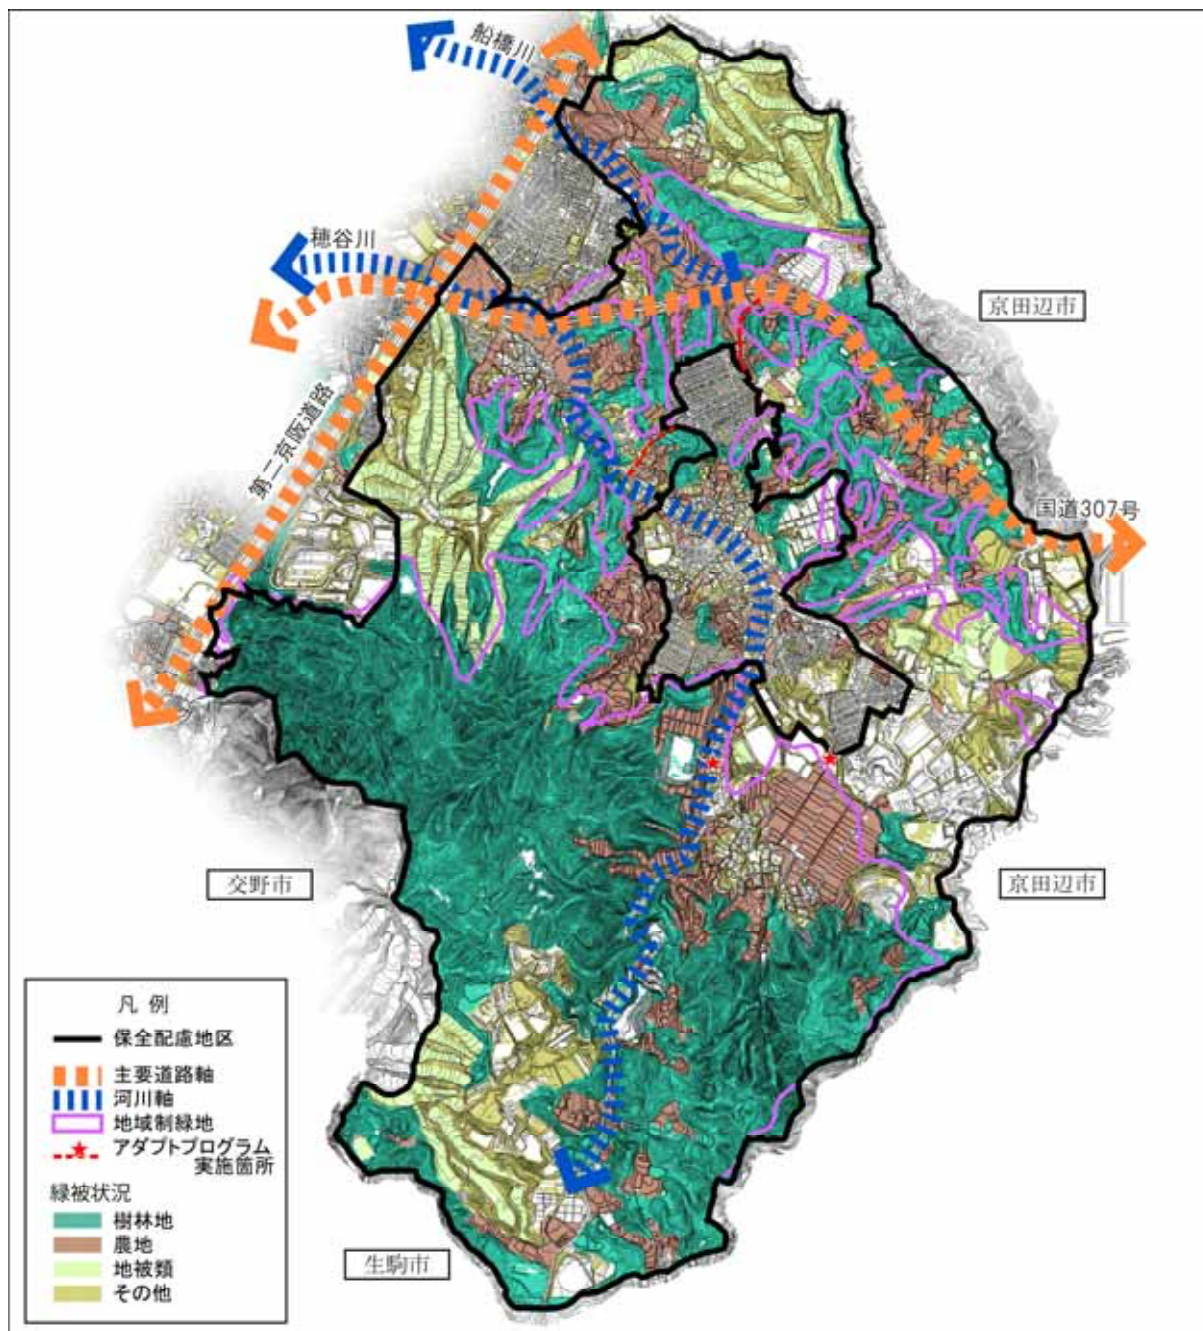 船橋川
穂谷川
京田辺市
第二京阪道路
国道307号
交野市
京田辺市
生駒市
凡 例
保全配慮地区
主要道路軸
河川軸
地域制緑地
アダプトプログラム
実施箇所
緑被状況
樹林地
農地
地被類
その他